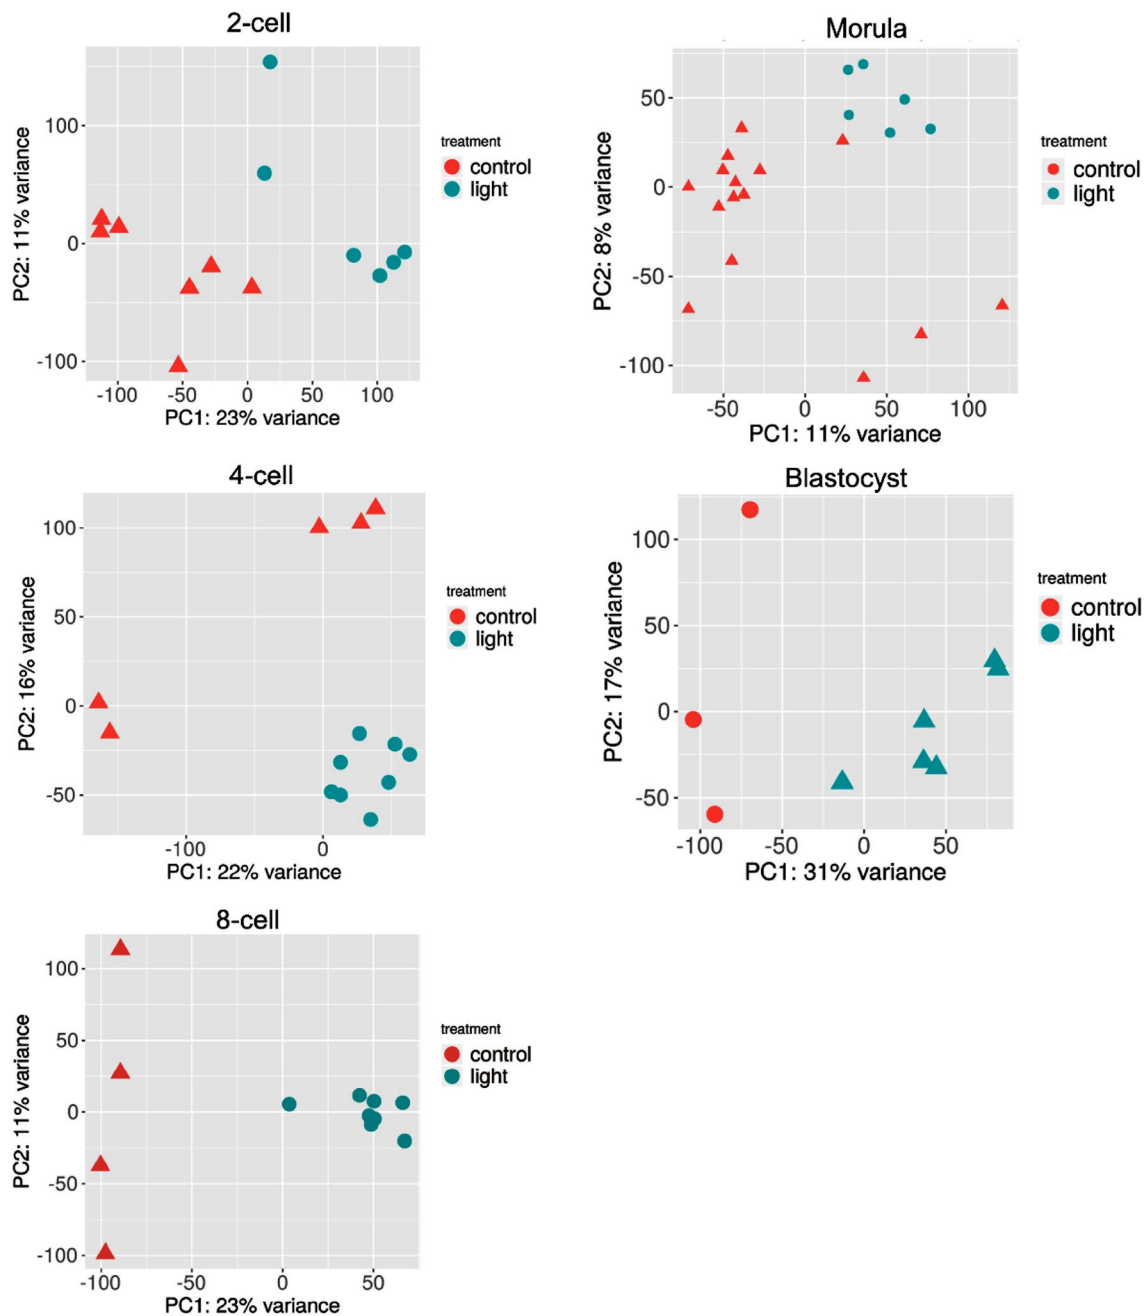 2-cell
100
0
-100
-100
-50
0
50
100
PC2: 11% variance
PC1: 23% variance
treatment
control
light
Morula
50
0
-50
-100
-50
0
50
100
PC2: 8% variance
PC1: 11% variance
treatment
control
light
4-cell
100
50
0
-50
-100
0
PC2: 16% variance
PC1: 22% variance
treatment
control
light
Blastocyst
100
50
0
-50
-100
-50
0
50
PC2: 17% variance
PC1: 31% variance
treatment
control
light
8-cell
100
50
0
-50
-100
-100
-50
0
50
PC2: 11% variance
PC1: 23% variance
treatment
control
light